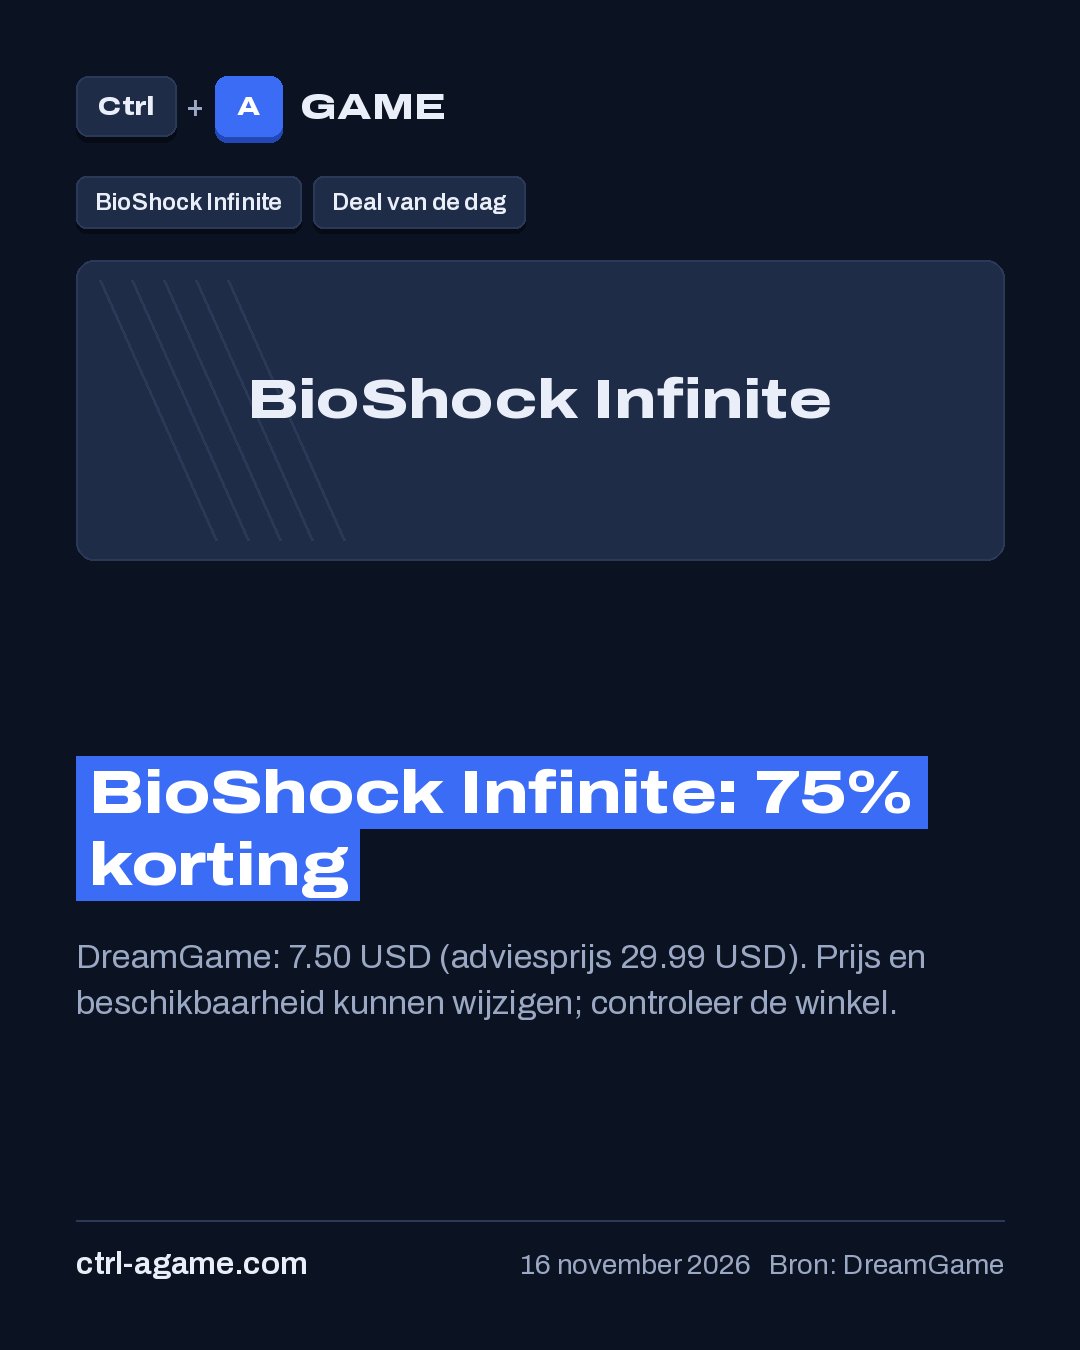 Ctrl + A GAME
BioShock Infinite Deal van de dag
BioShock Infinite
BioShock Infinite: 75%
korting
DreamGame: 7.50 USD (adviesprijs 29.99 USD). Prijs en
beschikbaarheid kunnen wijzigen; controleer de winkel.
ctrl-agame.com 16 november 2026 Bron: DreamGame